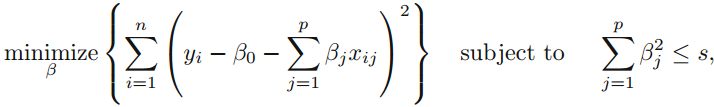 minimize_β { ∑_{i=1}^{n} ( y_i − β_0 − ∑_{j=1}^{p} β_j x_{ij} )^2 } subject to ∑_{j=1}^{p} β_j^2 ≤ s,